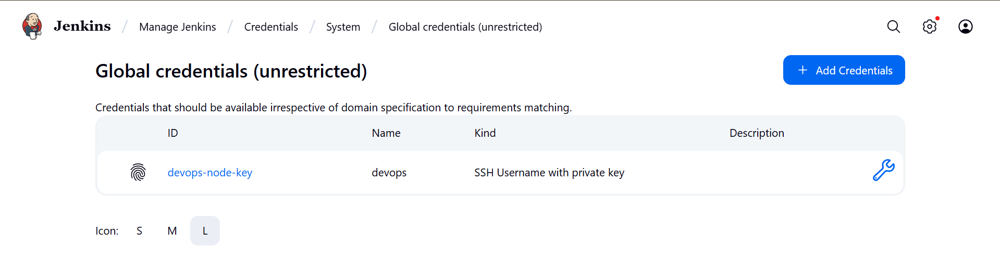 Jenkins / Manage Jenkins / Credentials / System / Global credentials (unrestricted)
Global credentials (unrestricted)
+ Add Credentials
Credentials that should be available irrespective of domain specification to requirements matching.
ID Name Kind Description
devops-node-key devops SSH Username with private key
Icon: S M L